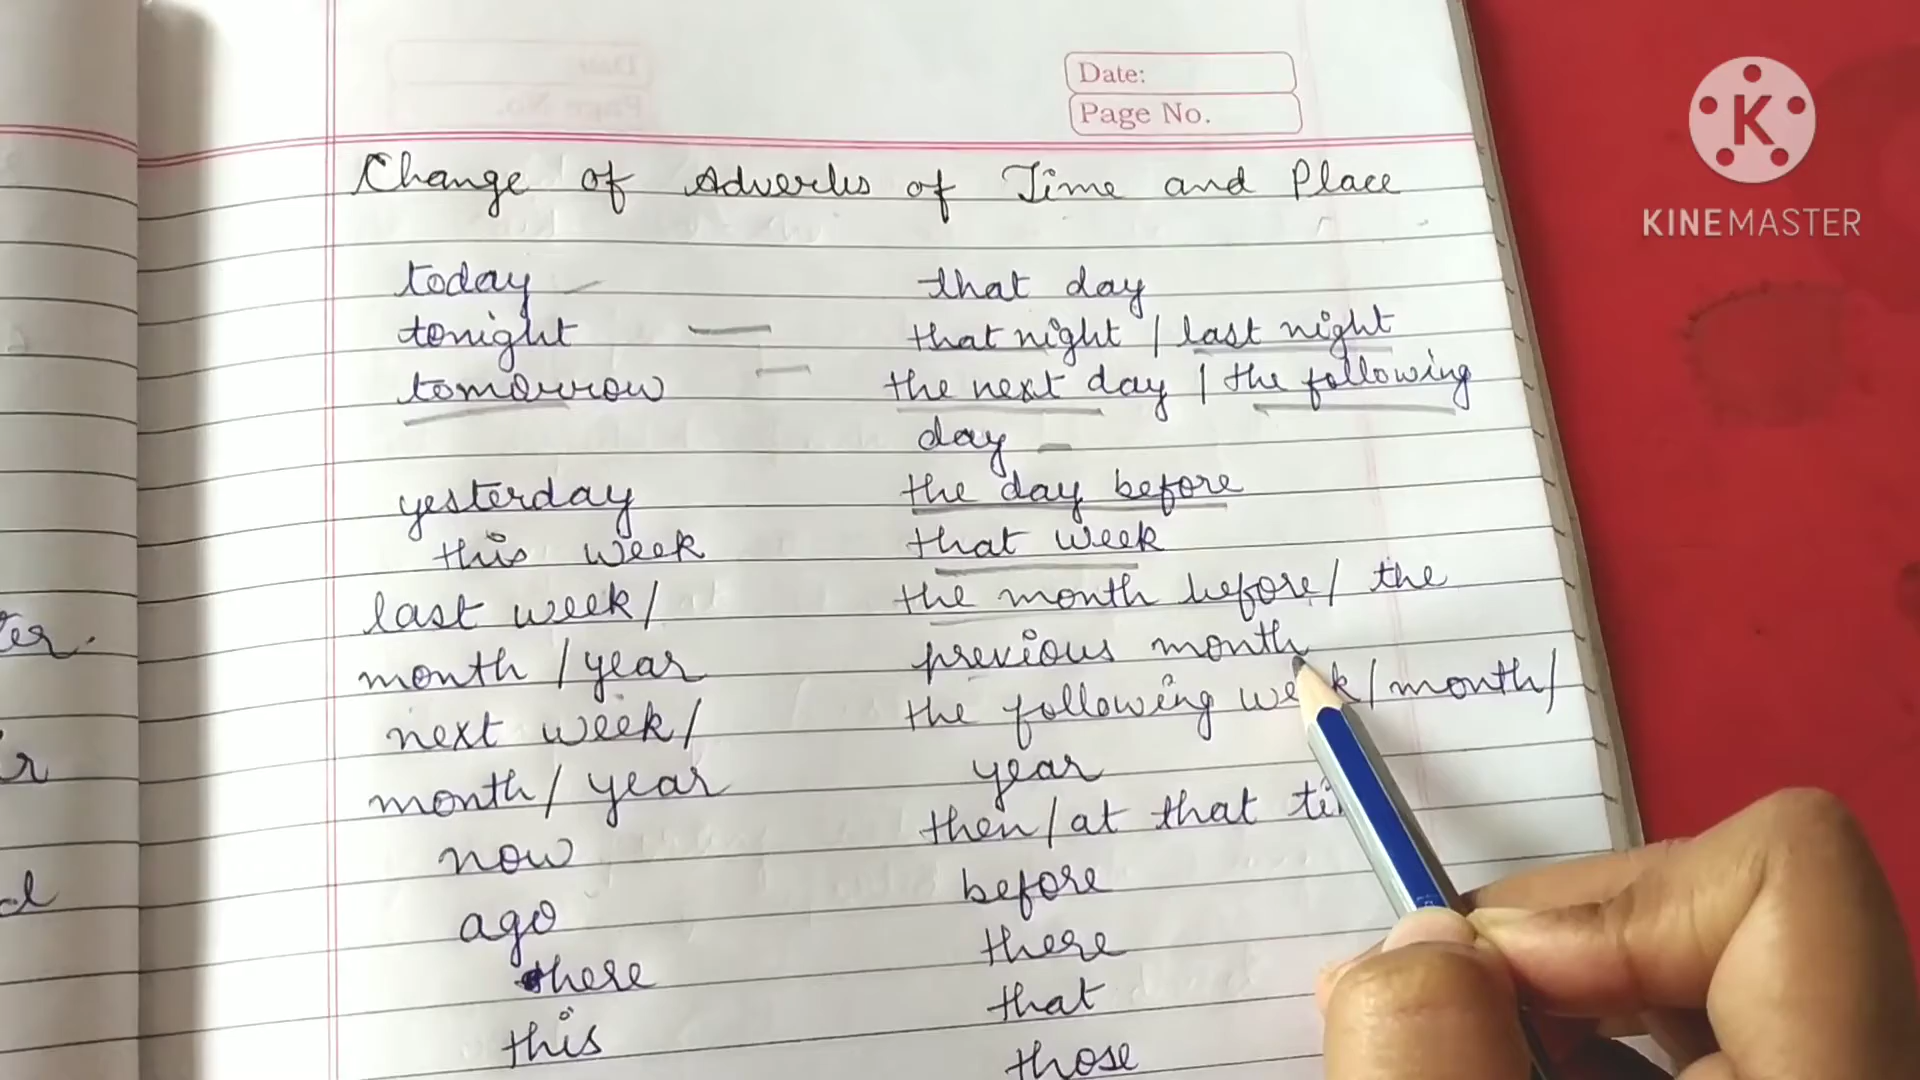 Date:
Page No.
K
KINEMASTER
Change of Adverbs of Time and Place
today that day
tonight that night / last night
tomorrow the next day / the following
day
yesterday the day before
this week that week
last week / the month before / the
month / year previous month
next week / the following week / month /
month / year year
now then / at that
ago before
here there
this that
those